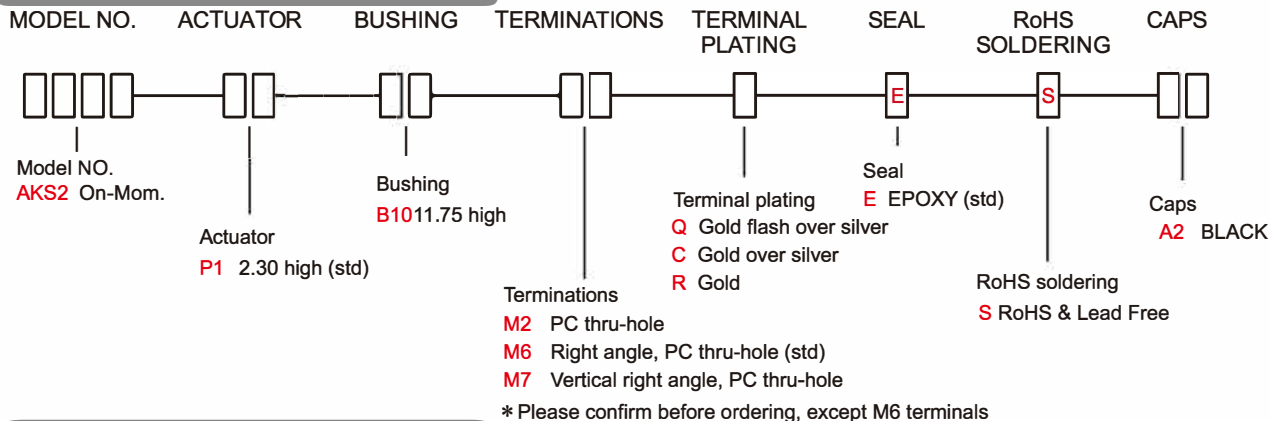 MODEL NO. ACTUATOR BUSHING TERMINATIONS TERMINAL PLATING SEAL RoHS SOLDERING CAPS
E S
Model NO.
AKS2 On-Mom.
Actuator
P1 2.30 high (std)
Bushing
B10 11.75 high
Terminations
M2 PC thru-hole
M6 Right angle, PC thru-hole (std)
M7 Vertical right angle, PC thru-hole
* Please confirm before ordering, except M6 terminals
Terminal plating
Q Gold flash over silver
C Gold over silver
R Gold
Seal
E EPOXY (std)
RoHS soldering
S RoHS & Lead Free
Caps
A2 BLACK